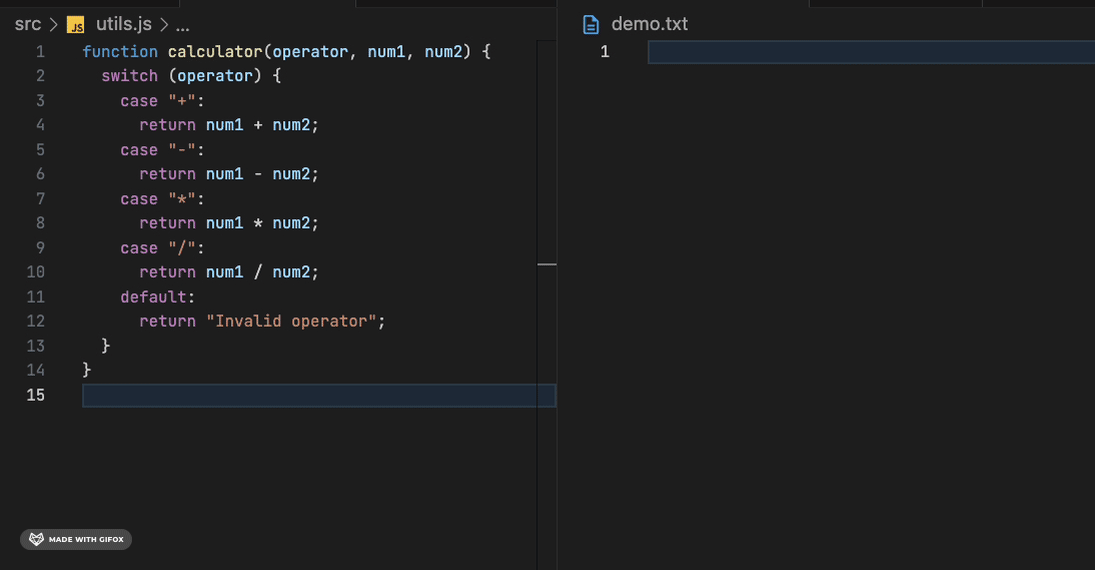 src > JS utils.js > ...
1 function calculator(operator, num1, num2) {
2   switch (operator) {
3     case "+":
4       return num1 + num2;
5     case "-":
6       return num1 - num2;
7     case "*":
8       return num1 * num2;
9     case "/":
10       return num1 / num2;
11     default:
12       return "Invalid operator";
13   }
14 }
15
demo.txt
1
MADE WITH GIFOX